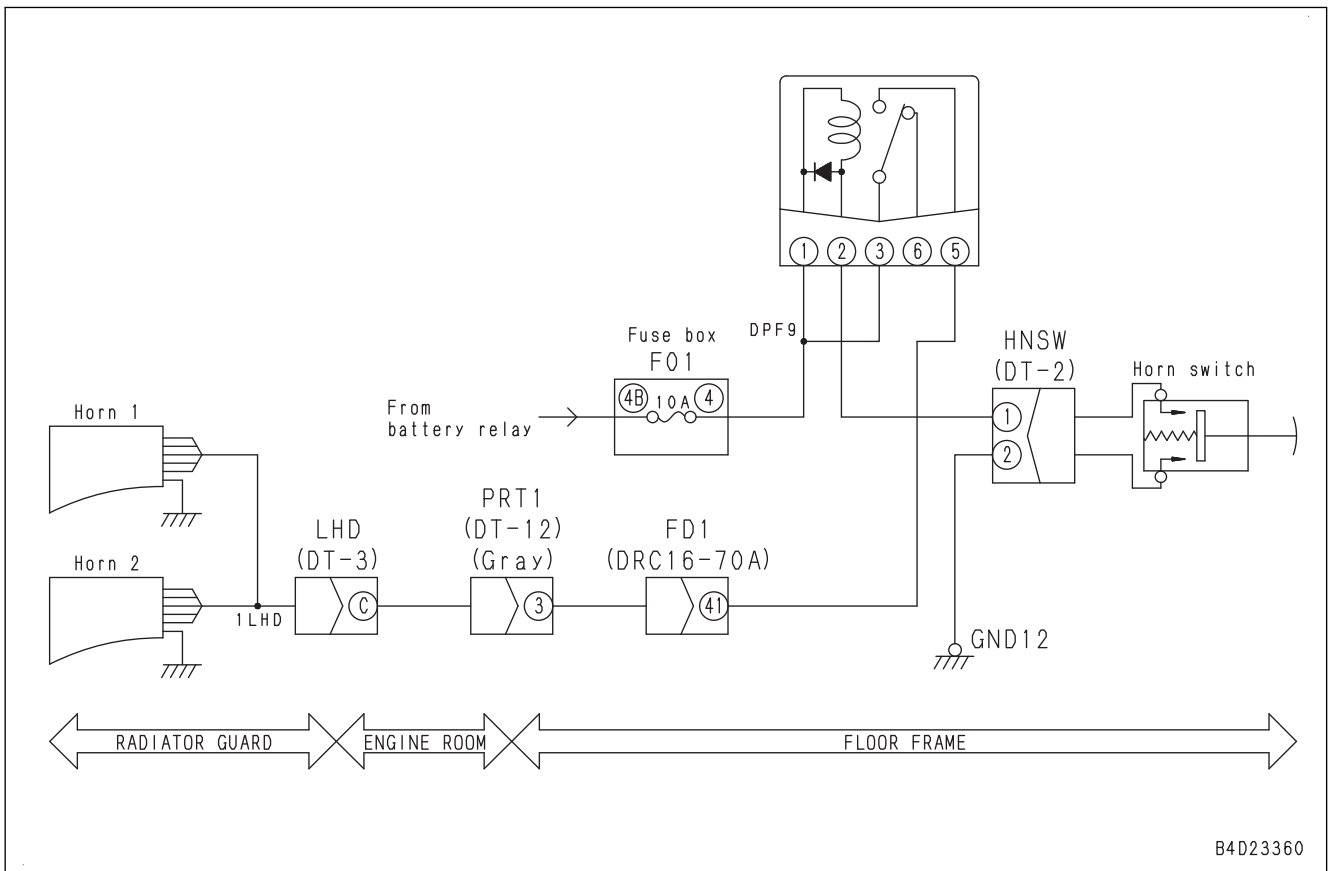 1
2
3
6
5
DPF9
Fuse box
F01
4B
10A
4
From
battery relay
HNSW
(DT-2)
1
2
Horn switch
Horn 1
Horn 2
1LHD
LHD
(DT-3)
C
PRT1
(DT-12)
(Gray)
3
FD1
(DRC16-70A)
41
GND12
RADIATOR GUARD
ENGINE ROOM
FLOOR FRAME
B4D23360